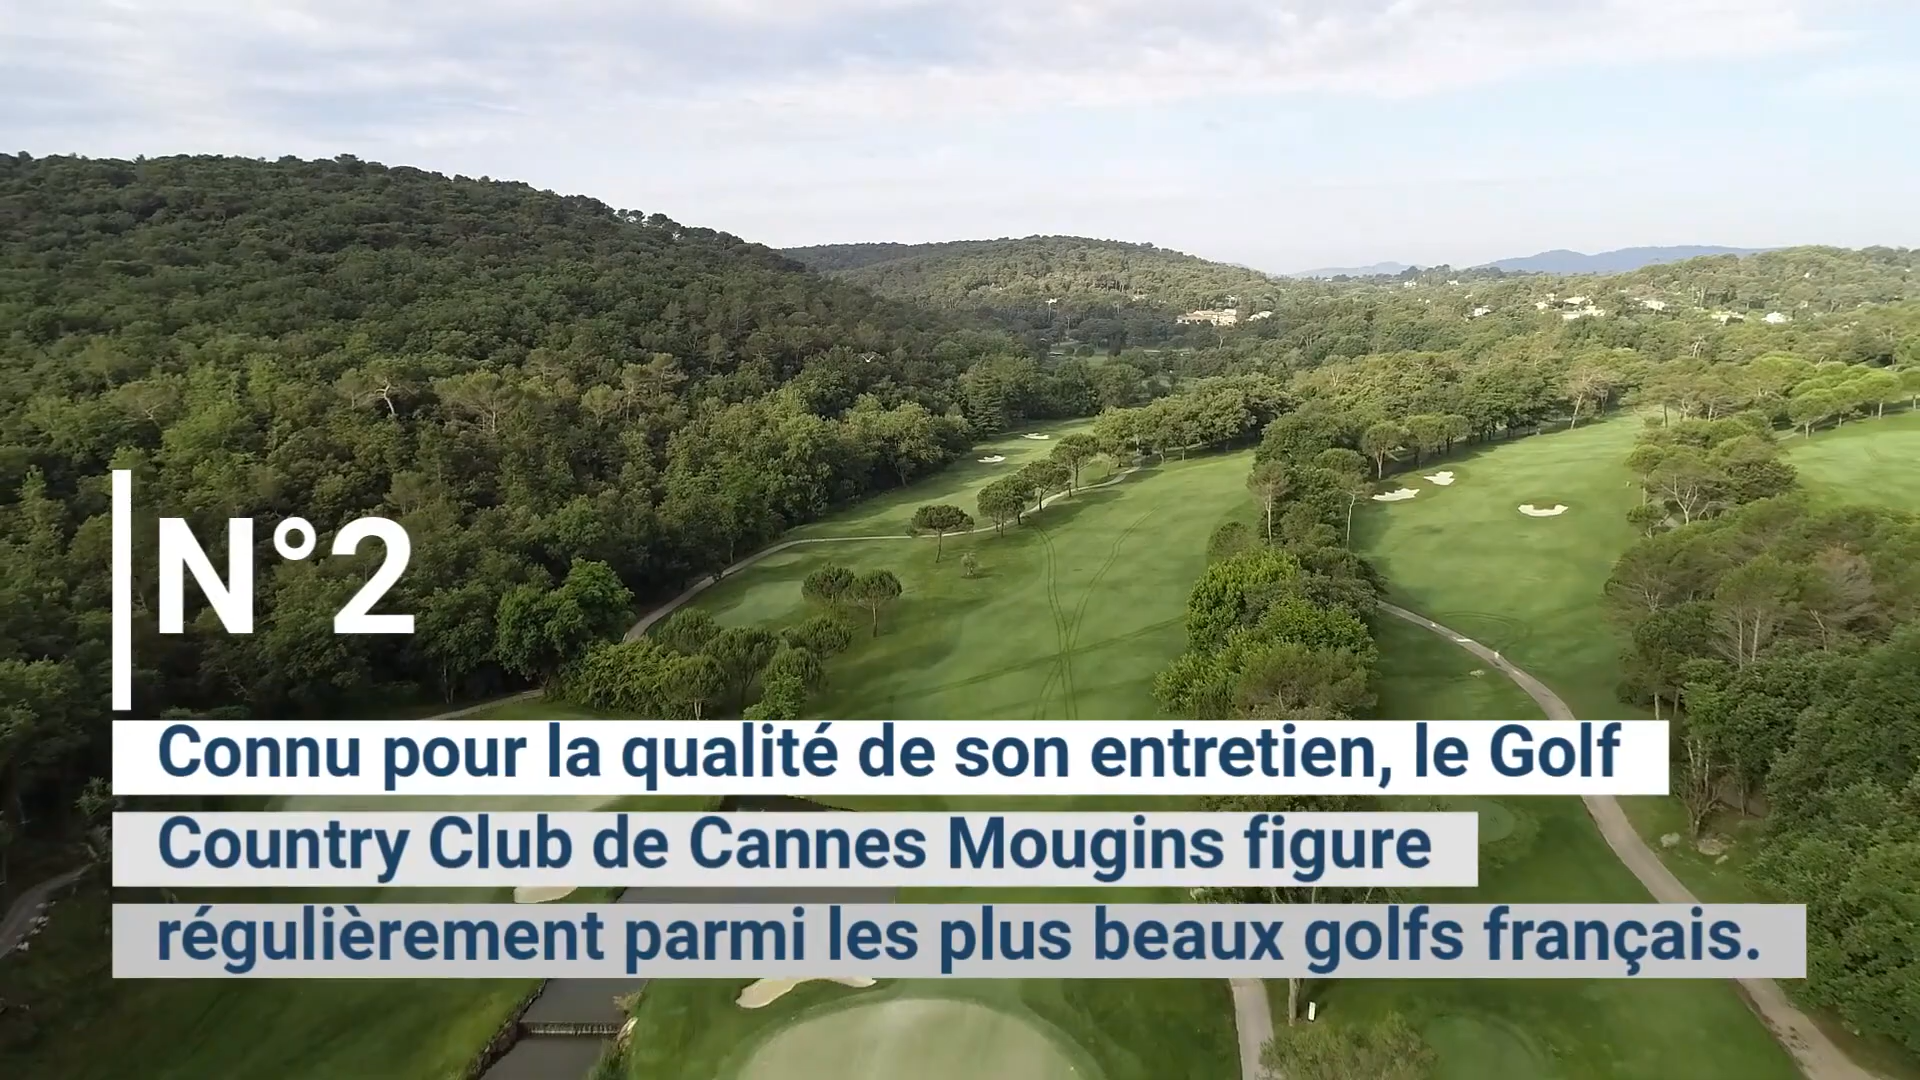 N°2
Connu pour la qualité de son entretien, le Golf
Country Club de Cannes Mougins figure
régulièrement parmi les plus beaux golfs français.